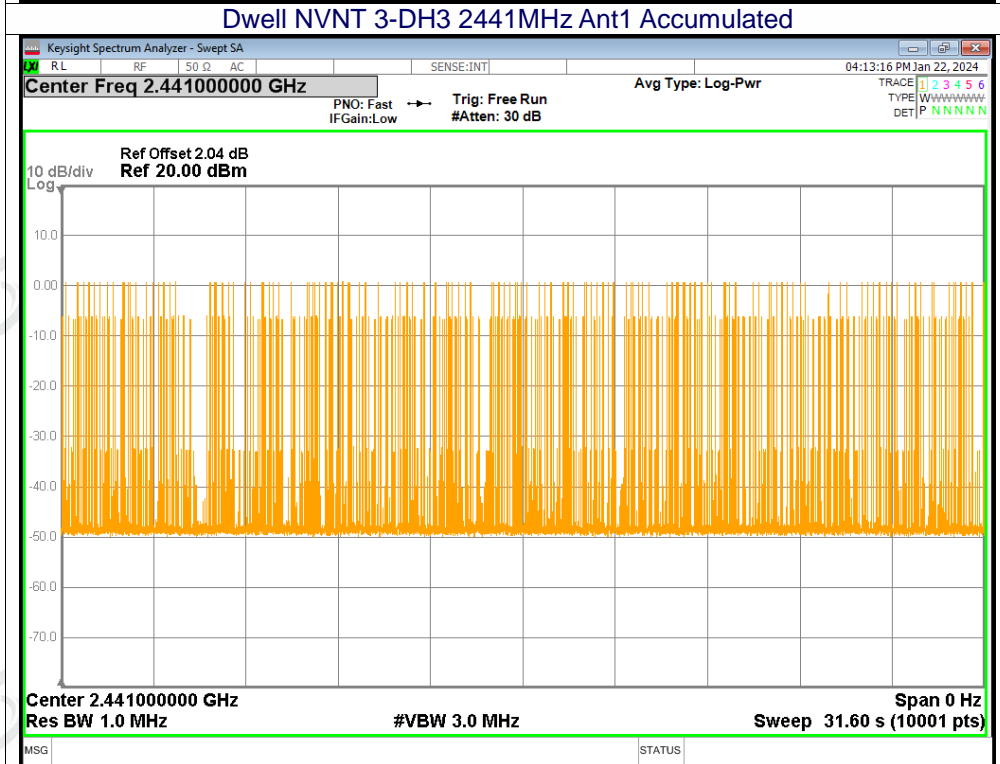 Dwell NVNT 3-DH3 2441MHz Ant1 Accumulated
Keysight Spectrum Analyzer - Swept SA
LXI RL RF 50 Ω AC SENSE:INT 04:13:16 PM Jan 22, 2024
Center Freq 2.441000000 GHz
PNO: Fast
IFGain:Low
Trig: Free Run
#Atten: 30 dB
Avg Type: Log-Pwr
TRACE 1 2 3 4 5 6
TYPE WWWWWW
DET P N N N N N
Ref Offset 2.04 dB
10 dB/div Ref 20.00 dBm
Log
10.0
0.00
-10.0
-20.0
-30.0
-40.0
-50.0
-60.0
-70.0
Center 2.441000000 GHz Span 0 Hz
Res BW 1.0 MHz #VBW 3.0 MHz Sweep 31.60 s (10001 pts)
MSG STATUS